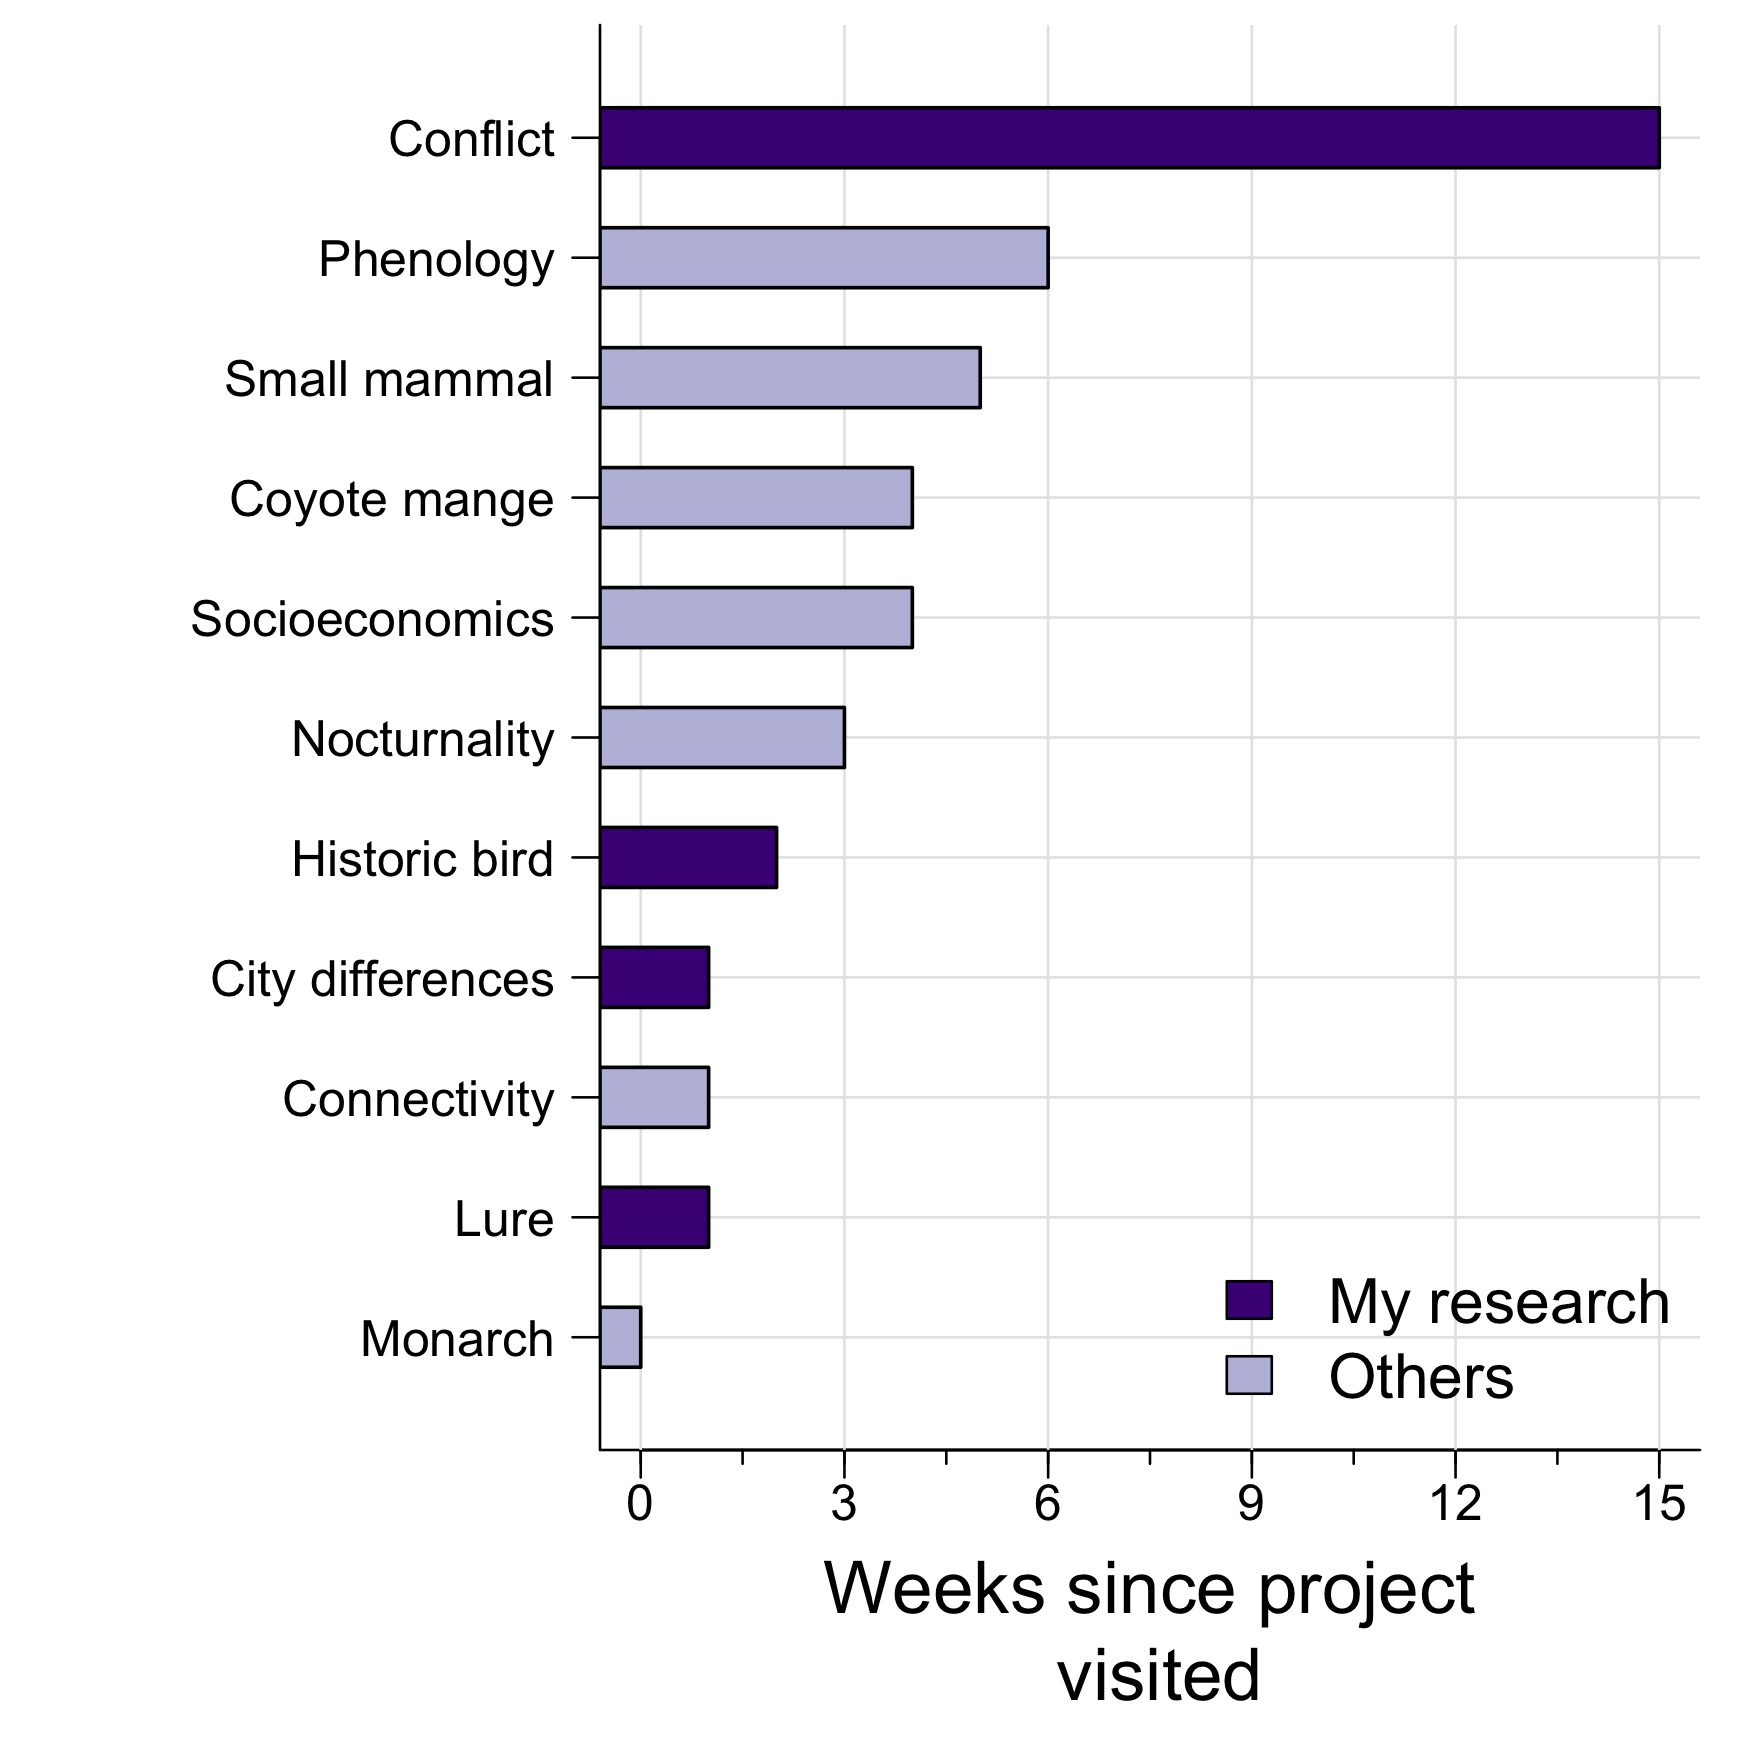 Conflict
Phenology
Small mammal
Coyote mange
Socioeconomics
Nocturnality
Historic bird
City differences
Connectivity
Lure
Monarch
My research
Others
0 3 6 9 12 15
Weeks since project
visited